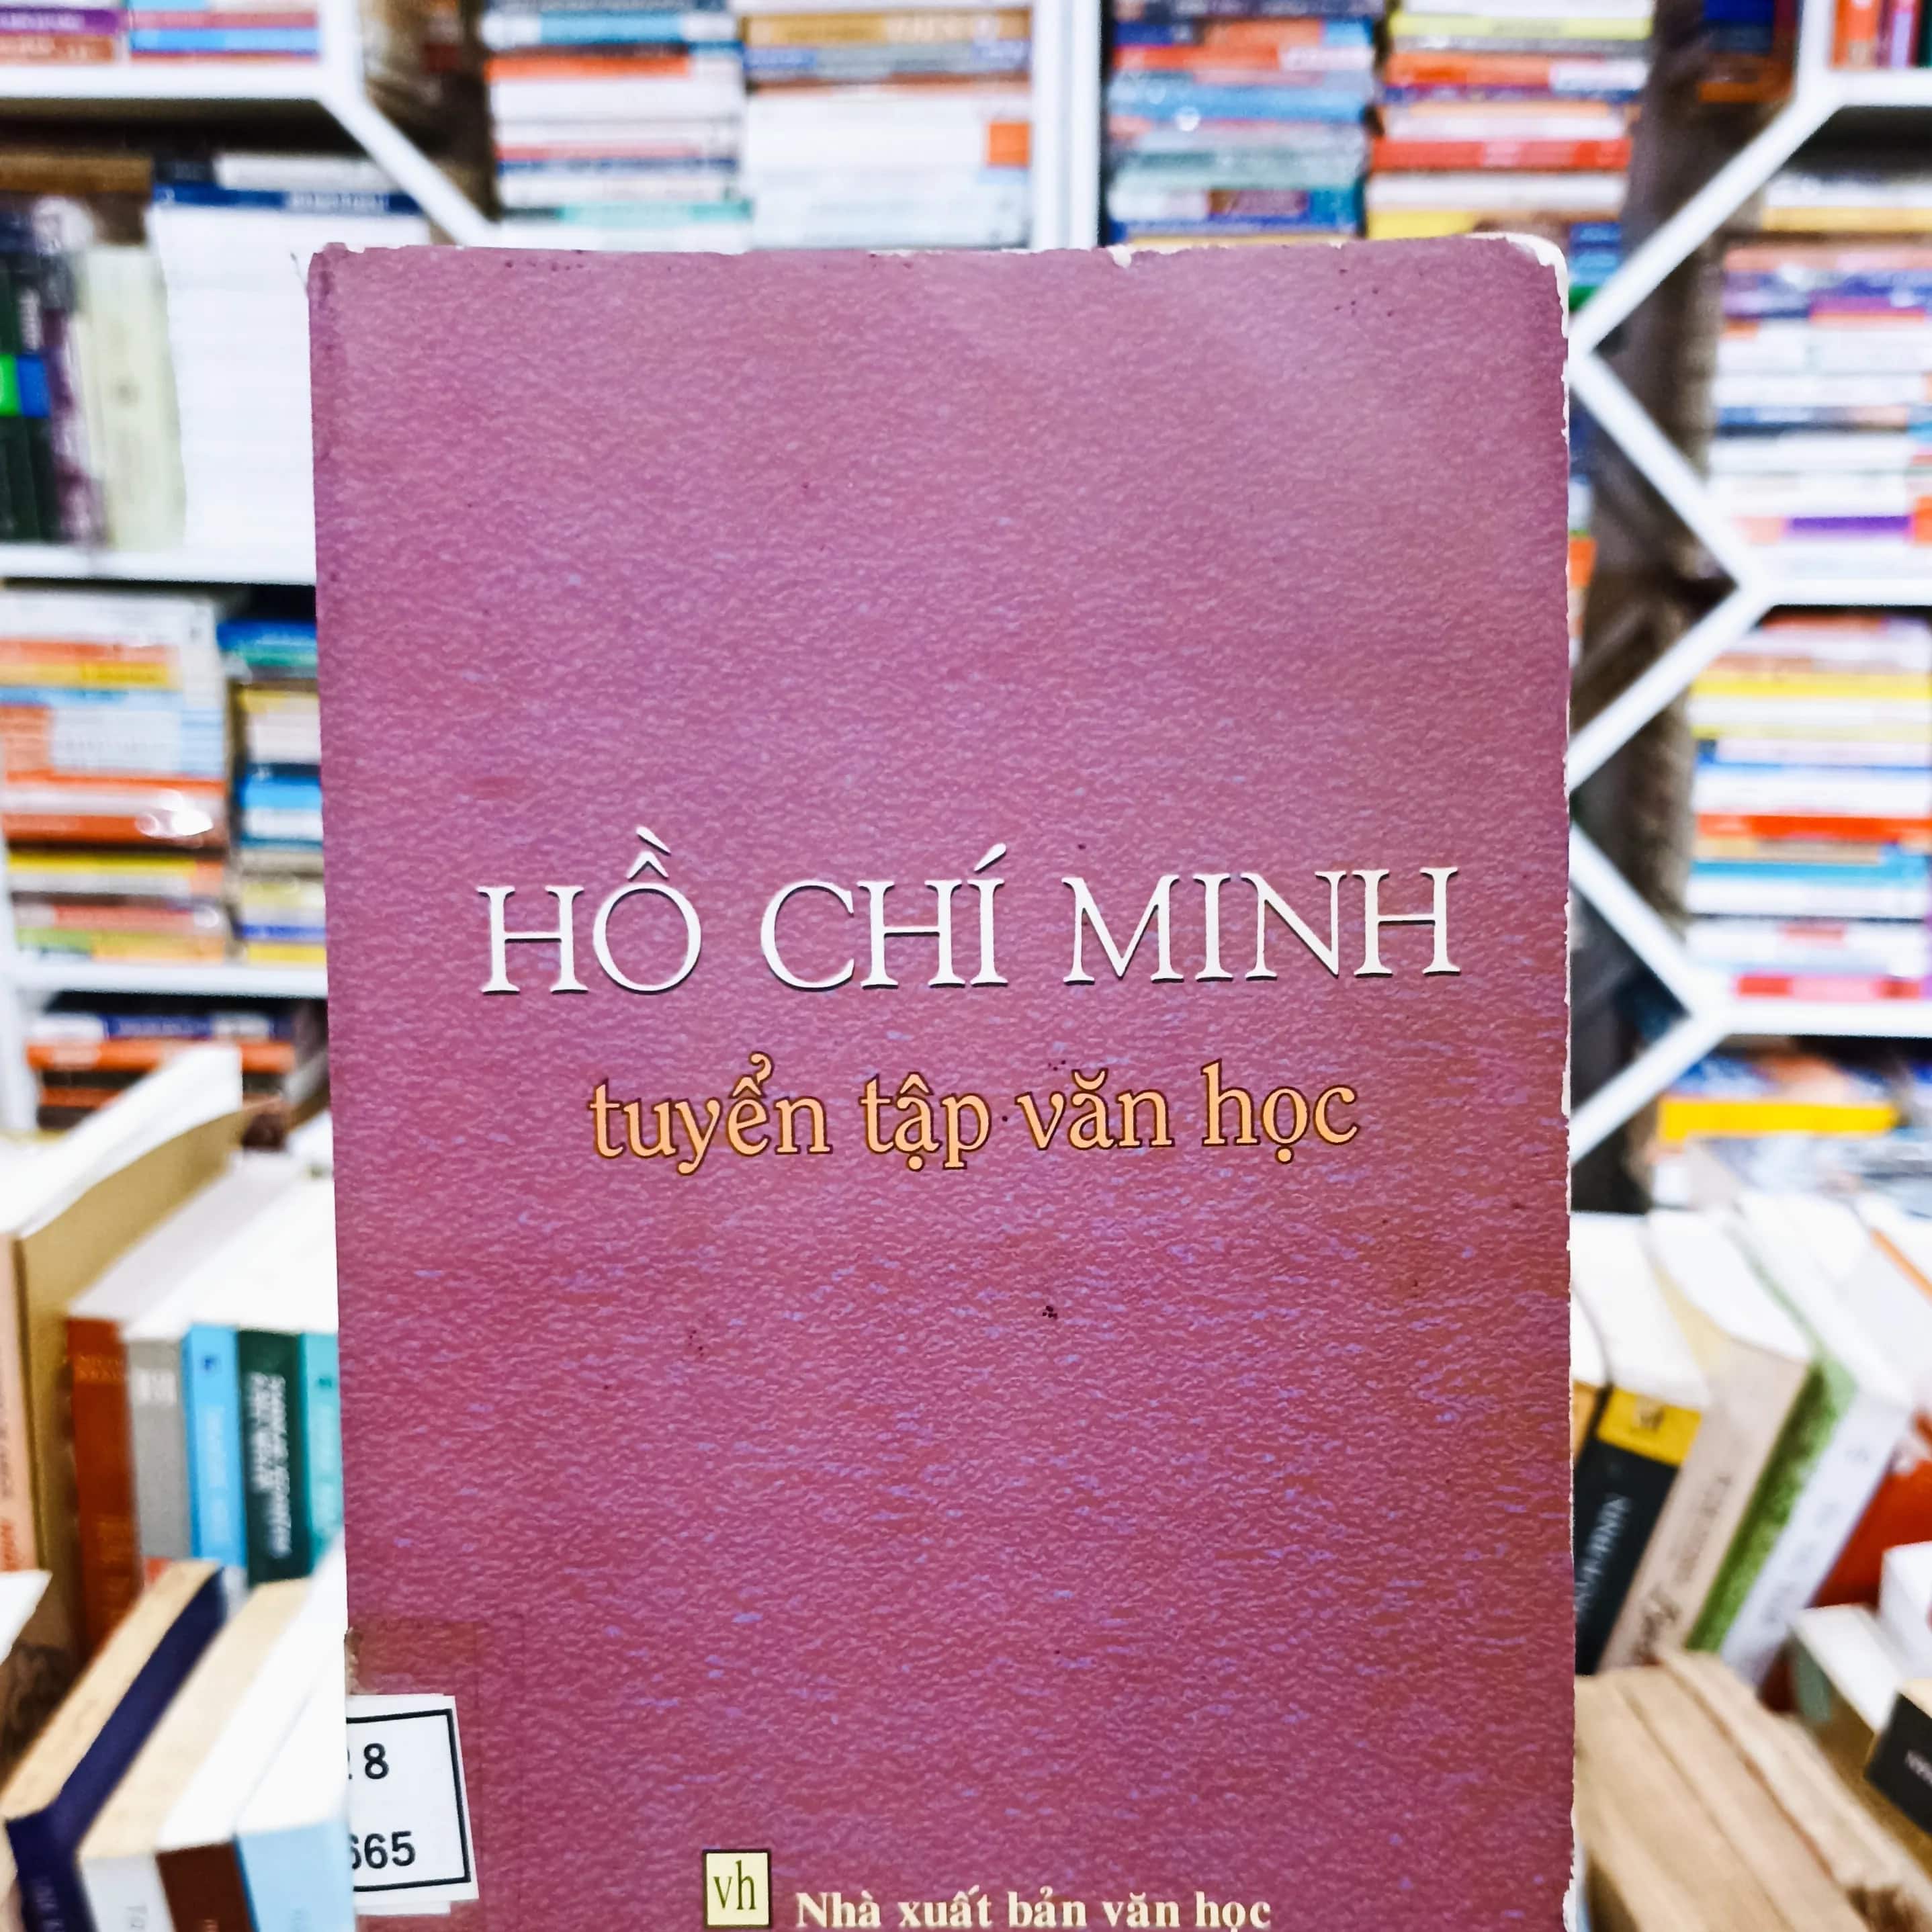 HỒ CHÍ MINH
tuyển tập văn học
8
665
vh
Nhà xuất bản văn học